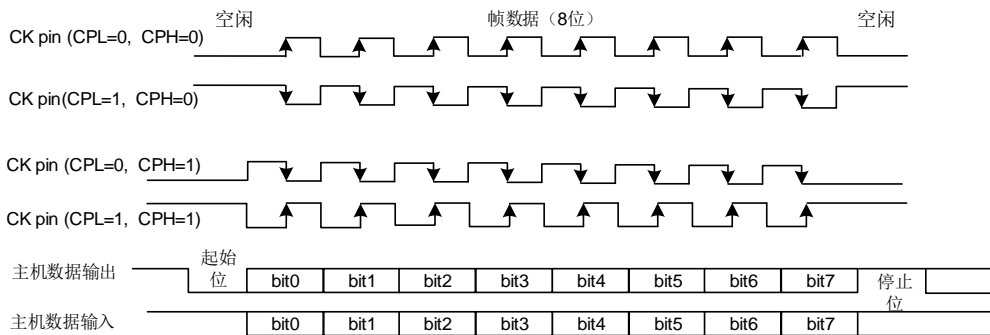 空闲 帧数据（8位） 空闲
CK pin (CPL=0, CPH=0)
CK pin(CPL=1, CPH=0)
CK pin (CPL=0, CPH=1)
CK pin (CPL=1, CPH=1)
主机数据输出 起始位 bit0 bit1 bit2 bit3 bit4 bit5 bit6 bit7 停止位
主机数据输入 bit0 bit1 bit2 bit3 bit4 bit5 bit6 bit7